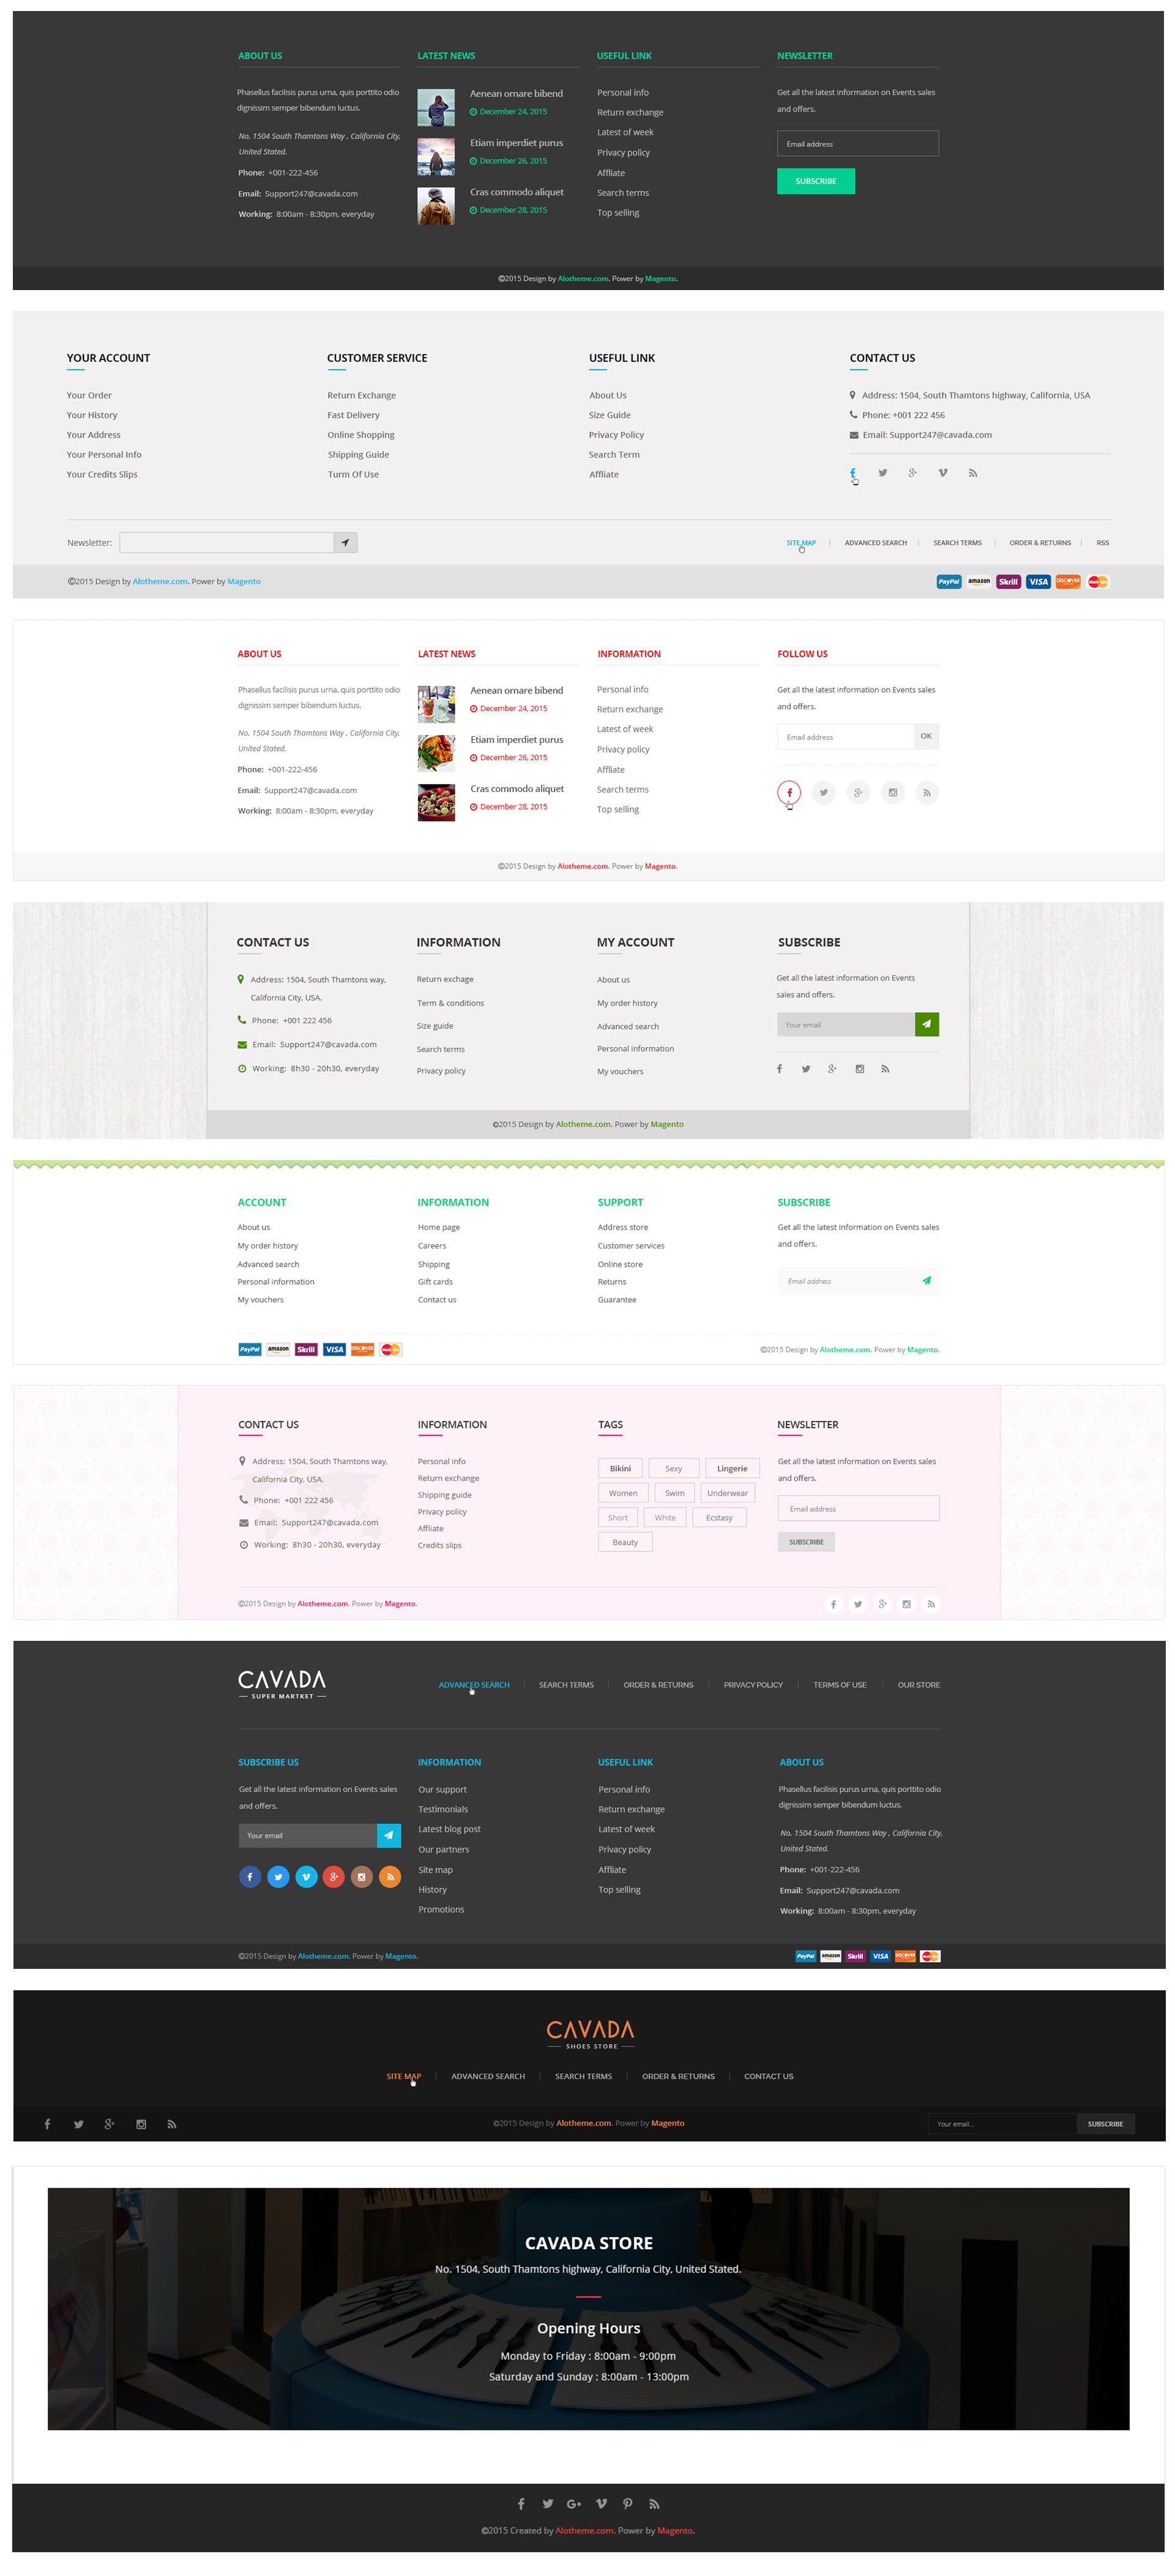 ABOUT US
Phasellus facilisis purus urna, quis porttito odio
dignissim semper bibendum luctus.
No. 1504 South Thamtons Way , California City,
United Stated.
Phone: +001-222-456
Email: Support247@cavada.com
Working: 8:00am - 8:30pm, everyday
LATEST NEWS
Aenean ornare bibend
December 24, 2015
Etiam imperdiet purus
December 26, 2015
Cras commodo aliquet
December 28, 2015
USEFUL LINK
Personal info
Return exchange
Latest of week
Privacy policy
Affliate
Search terms
Top selling
NEWSLETTER
Get all the latest information on Events sales
and offers.
Email address
SUBSCRIBE
©2015 Design by Alotheme.com. Power by Magento.
YOUR ACCOUNT
Your Order
Your History
Your Address
Your Personal Info
Your Credits Slips
CUSTOMER SERVICE
Return Exchange
Fast Delivery
Online Shopping
Shipping Guide
Turm Of Use
USEFUL LINK
About Us
Size Guide
Privacy Policy
Search Term
Affliate
CONTACT US
Address: 1504, South Thamtons highway, California, USA
Phone: +001 222 456
Email: Support247@cavada.com
Newsletter:
SITE MAP | ADVANCED SEARCH | SEARCH TERMS | ORDER & RETURNS | RSS
©2015 Design by Alotheme.com. Power by Magento
PayPal amazon Skrill VISA DISCOVER MasterCard
ABOUT US
Phasellus facilisis purus urna, quis porttito odio
dignissim semper bibendum luctus.
No. 1504 South Thamtons Way , California City,
United Stated.
Phone: +001-222-456
Email: Support247@cavada.com
Working: 8:00am - 8:30pm, everyday
LATEST NEWS
Aenean ornare bibend
December 24, 2015
Etiam imperdiet purus
December 26, 2015
Cras commodo aliquet
December 28, 2015
INFORMATION
Personal info
Return exchange
Latest of week
Privacy policy
Affliate
Search terms
Top selling
FOLLOW US
Get all the latest information on Events sales
and offers.
Email address OK
©2015 Design by Alotheme.com. Power by Magento.
CONTACT US
Address: 1504, South Thamtons way,
California City, USA.
Phone: +001 222 456
Email: Support247@cavada.com
Working: 8h30 - 20h30, everyday
INFORMATION
Return exchage
Term & conditions
Size guide
Search terms
Privacy policy
MY ACCOUNT
About us
My order history
Advanced search
Personal information
My vouchers
SUBSCRIBE
Get all the latest information on Events
sales and offers.
Your email
©2015 Design by Alotheme.com. Power by Magento
ACCOUNT
About us
My order history
Advanced search
Personal information
My vouchers
INFORMATION
Home page
Careers
Shipping
Gift cards
Contact us
SUPPORT
Address store
Customer services
Online store
Returns
Guarantee
SUBSCRIBE
Get all the latest information on Events sales
and offers.
Email address
PayPal amazon Skrill VISA DISCOVER MasterCard
©2015 Design by Alotheme.com. Power by Magento.
CONTACT US
Address: 1504, South Thamtons way,
California City, USA.
Phone: +001 222 456
Email: Support247@cavada.com
Working: 8h30 - 20h30, everyday
INFORMATION
Personal info
Return exchange
Shipping guide
Privacy policy
Affliate
Credits slips
TAGS
Bikini Sexy Lingerie
Women Swim Underwear
Short White Ecstasy
Beauty
NEWSLETTER
Get all the latest information on Events sales
and offers.
Email address
SUBSCRIBE
©2015 Design by Alotheme.com. Power by Magento.
CAVADA
SUPER MARTKET
ADVANCED SEARCH | SEARCH TERMS | ORDER & RETURNS | PRIVACY POLICY | TERMS OF USE | OUR STORE
SUBSCRIBE US
Get all the latest information on Events sales
and offers.
Your email
INFORMATION
Our support
Testimonials
Latest blog post
Our partners
Site map
History
Promotions
USEFUL LINK
Personal info
Return exchange
Latest of week
Privacy policy
Affliate
Top selling
ABOUT US
Phasellus facilisis purus urna, quis porttito odio
dignissim semper bibendum luctus.
No. 1504 South Thamtons Way , California City,
United Stated.
Phone: +001-222-456
Email: Support247@cavada.com
Working: 8:00am - 8:30pm, everyday
©2015 Design by Alotheme.com. Power by Magento.
PayPal amazon Skrill VISA DISCOVER MasterCard
CAVADA
SHOES STORE
SITE MAP | ADVANCED SEARCH | SEARCH TERMS | ORDER & RETURNS | CONTACT US
©2015 Design by Alotheme.com. Power by Magento
Your email... SUBSCRIBE
CAVADA STORE
No. 1504, South Thamtons highway, California City, United Stated.
Opening Hours
Monday to Friday : 8:00am - 9:00pm
Saturday and Sunday : 8:00am - 13:00pm
©2015 Created by Alotheme.com. Power by Magento.